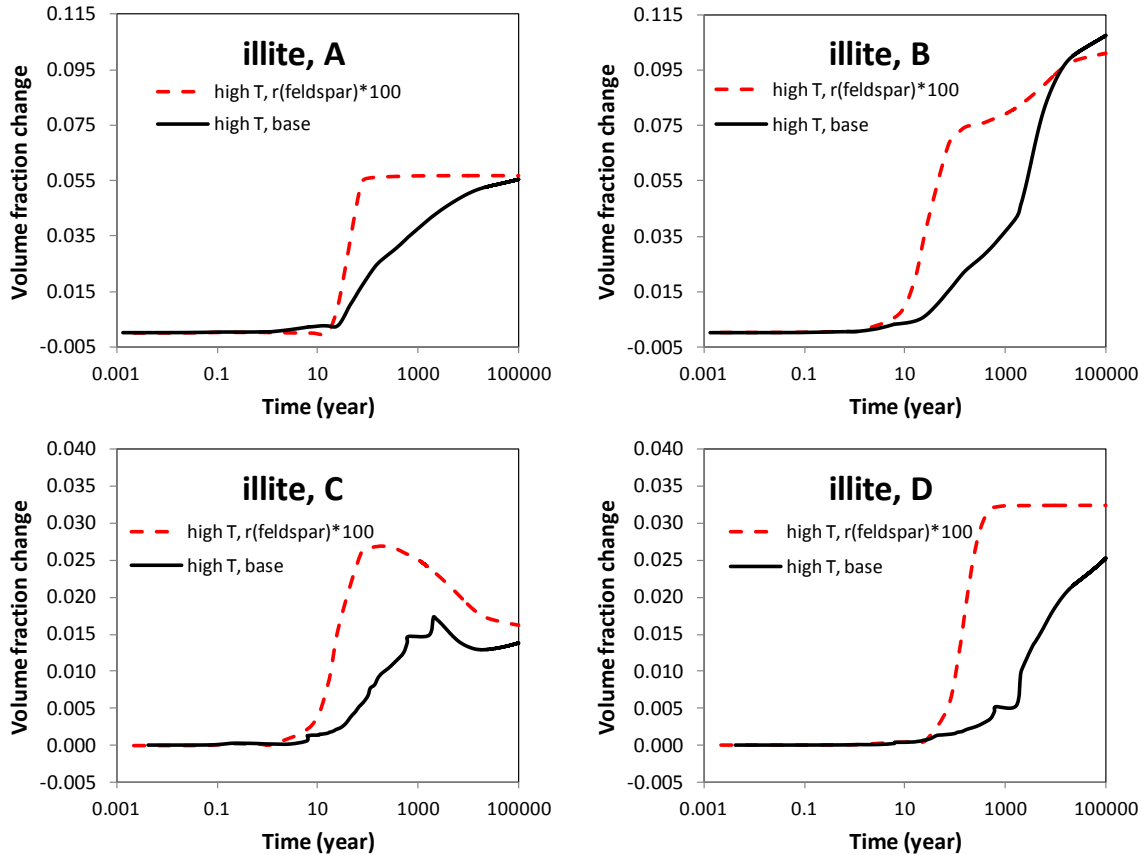 illite, A
high T, r(feldspar)*100
high T, base
Volume fraction change
0.115
0.095
0.075
0.055
0.035
0.015
-0.005
0.001 0.1 10 1000 100000
Time (year)
illite, B
high T, r(feldspar)*100
high T, base
Volume fraction change
0.115
0.095
0.075
0.055
0.035
0.015
-0.005
0.001 0.1 10 1000 100000
Time (year)
illite, C
high T, r(feldspar)*100
high T, base
Volume fraction change
0.040
0.035
0.030
0.025
0.020
0.015
0.010
0.005
0.000
-0.005
0.001 0.1 10 1000 100000
Time (year)
illite, D
high T, r(feldspar)*100
high T, base
Volume fraction change
0.040
0.035
0.030
0.025
0.020
0.015
0.010
0.005
0.000
-0.005
0.001 0.1 10 1000 100000
Time (year)